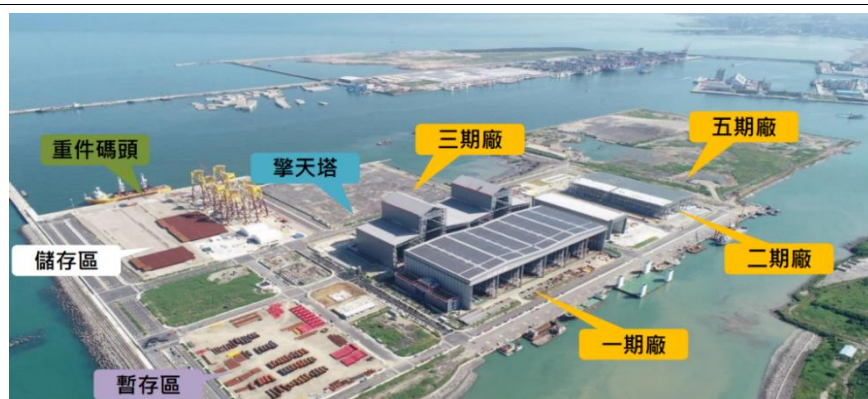 三期廠
五期廠
重件碼頭
擎天塔
儲存區
二期廠
一期廠
暫存區